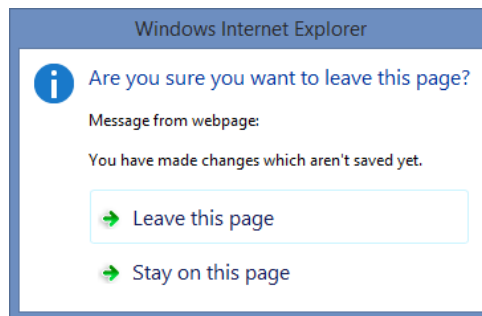 Windows Internet Explorer
Are you sure you want to leave this page?
Message from webpage:
You have made changes which aren't saved yet.
Leave this page
Stay on this page